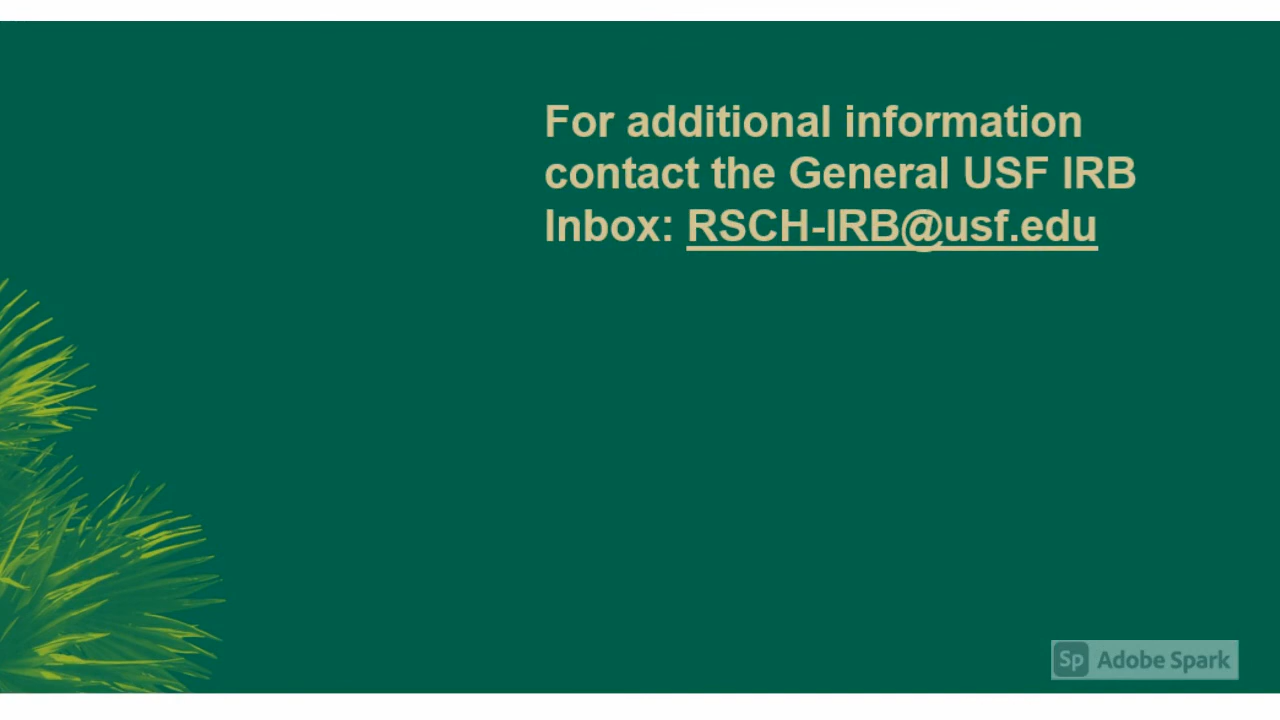 For additional information
contact the General USF IRB
Inbox: RSCH-IRB@usf.edu
Sp Adobe Spark